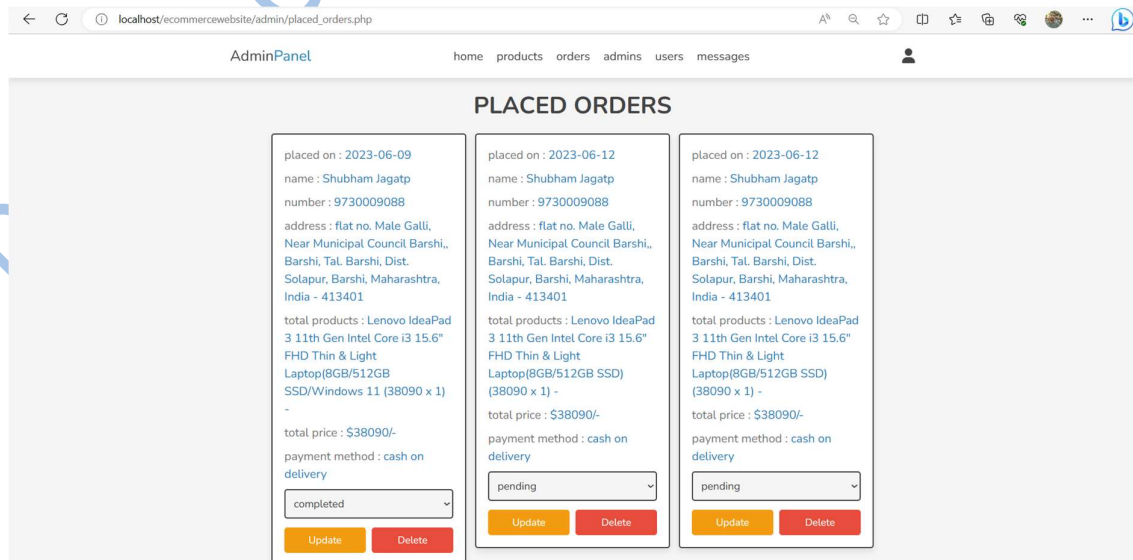 localhost/ecommercewebsite/admin/placed_orders.php
AdminPanel
home products orders admins users messages
PLACED ORDERS
placed on : 2023-06-09
name : Shubham Jagatp
number : 9730009088
address : flat no. Male Galli,
Near Municipal Council Barshi,,
Barshi, Tal. Barshi, Dist.
Solapur, Barshi, Maharashtra,
India - 413401
total products : Lenovo IdeaPad
3 11th Gen Intel Core i3 15.6"
FHD Thin & Light
Laptop(8GB/512GB
SSD/Windows 11 (38090 x 1)
-
total price : $38090/-
payment method : cash on
delivery
completed
Update Delete
placed on : 2023-06-12
name : Shubham Jagatp
number : 9730009088
address : flat no. Male Galli,
Near Municipal Council Barshi,,
Barshi, Tal. Barshi, Dist.
Solapur, Barshi, Maharashtra,
India - 413401
total products : Lenovo IdeaPad
3 11th Gen Intel Core i3 15.6"
FHD Thin & Light
Laptop(8GB/512GB SSD)
(38090 x 1) -
total price : $38090/-
payment method : cash on
delivery
pending
Update Delete
placed on : 2023-06-12
name : Shubham Jagatp
number : 9730009088
address : flat no. Male Galli,
Near Municipal Council Barshi,,
Barshi, Tal. Barshi, Dist.
Solapur, Barshi, Maharashtra,
India - 413401
total products : Lenovo IdeaPad
3 11th Gen Intel Core i3 15.6"
FHD Thin & Light
Laptop(8GB/512GB SSD)
(38090 x 1) -
total price : $38090/-
payment method : cash on
delivery
pending
Update Delete